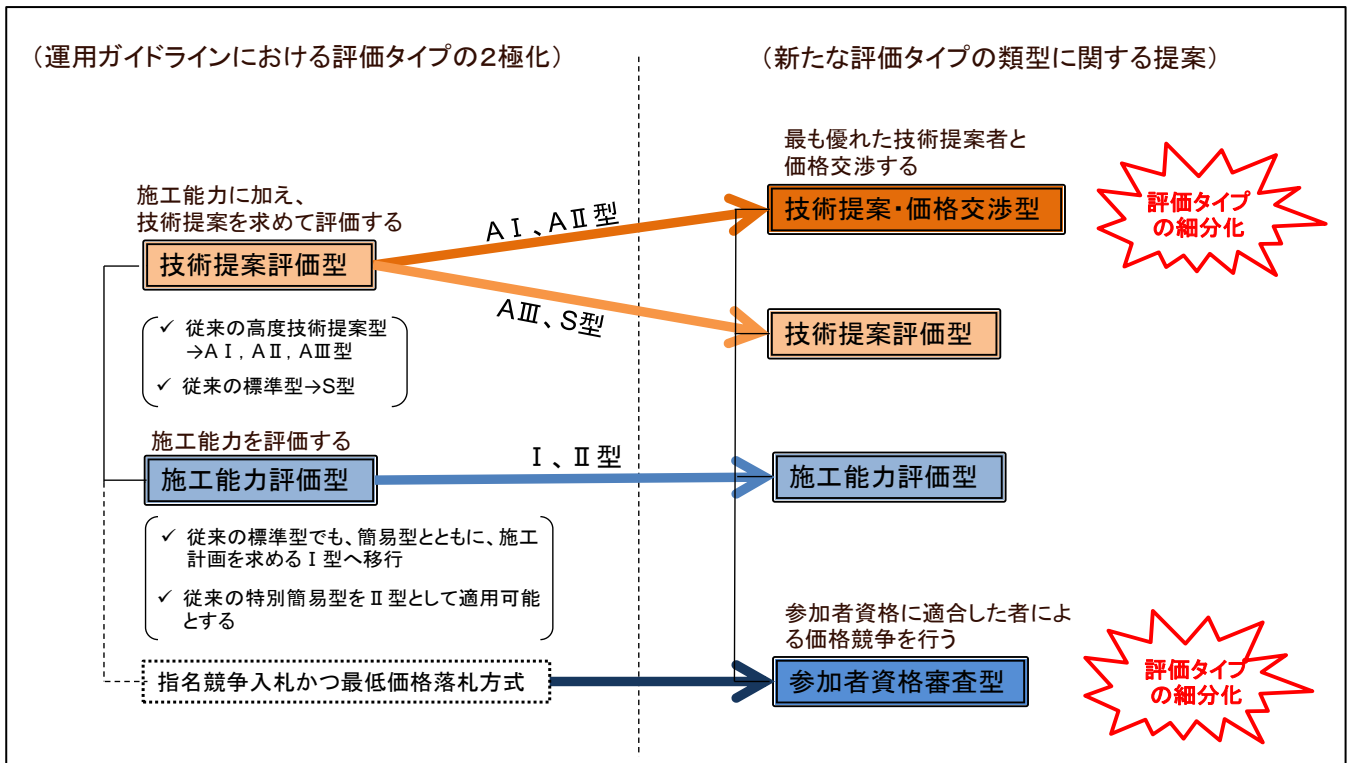 （運用ガイドラインにおける評価タイプの２極化）
施工能力に加え、
技術提案を求めて評価する
技術提案評価型
✓ 従来の高度技術提案型
→AⅠ, AⅡ, AⅢ型
✓ 従来の標準型→S型
施工能力を評価する
施工能力評価型
✓ 従来の標準型でも、簡易型とともに、施工
計画を求めるⅠ型へ移行
✓ 従来の特別簡易型をⅡ型として適用可能
とする
指名競争入札かつ最低価格落札方式
AⅠ、AⅡ型
AⅢ、S型
Ⅰ、Ⅱ型
（新たな評価タイプの類型に関する提案）
最も優れた技術提案者と
価格交渉する
技術提案・価格交渉型
評価タイプ
の細分化
技術提案評価型
施工能力評価型
参加者資格に適合した者によ
る価格競争を行う
参加者資格審査型
評価タイプ
の細分化